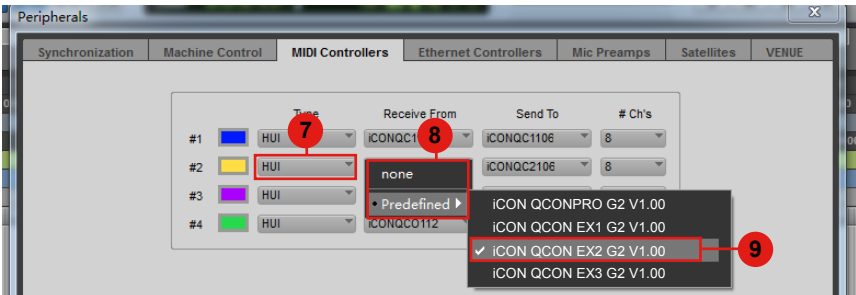 Peripherals
Synchronization Machine Control MIDI Controllers Ethernet Controllers Mic Preamps Satellites VENUE
Type Receive From Send To # Ch's
#1 HUI iCONQC1 iCONQC1106 8
7 8
#2 HUI iCONQC2106 8
none
#3 HUI
• Predefined
iCON QCONPRO G2 V1.00
#4 HUI iCONQCO112
iCON QCON EX1 G2 V1.00
iCON QCON EX2 G2 V1.00 9
iCON QCON EX3 G2 V1.00